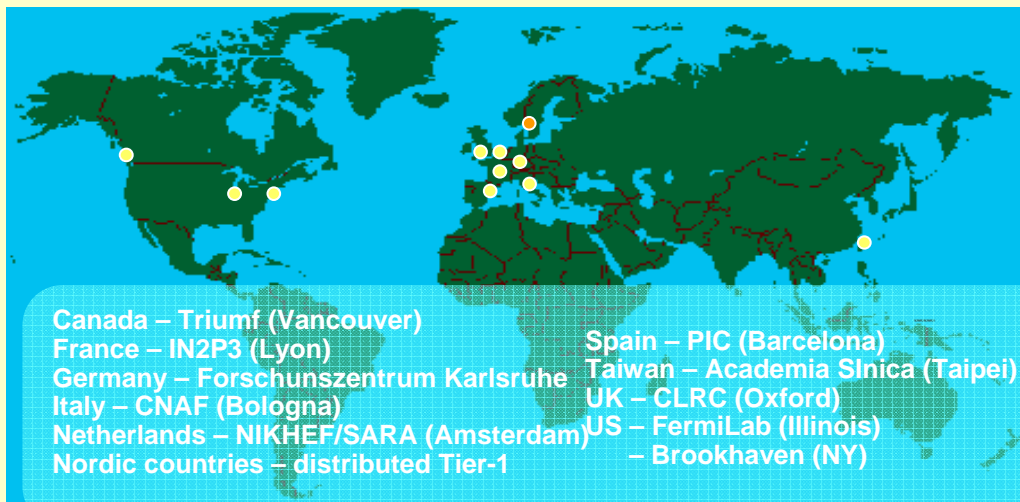 Canada – Triumf (Vancouver)
France – IN2P3 (Lyon)
Germany – Forschunszentrum Karlsruhe
Italy – CNAF (Bologna)
Netherlands – NIKHEF/SARA (Amsterdam)
Nordic countries – distributed Tier-1
Spain – PIC (Barcelona)
Taiwan – Academia SInica (Taipei)
UK – CLRC (Oxford)
US – FermiLab (Illinois)
– Brookhaven (NY)